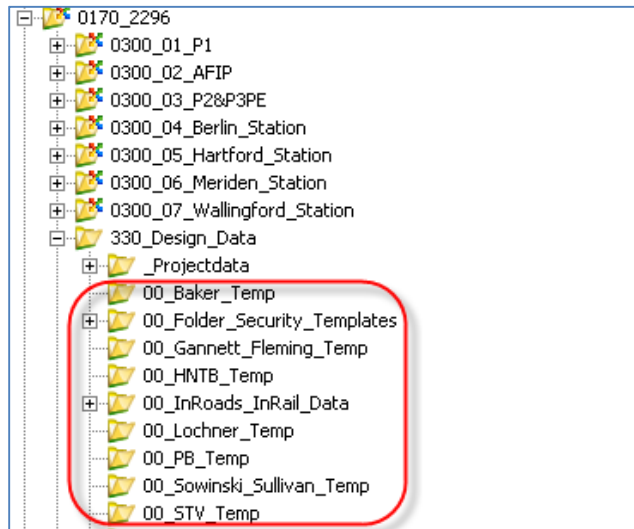 0170_2296
0300_01_P1
0300_02_AFIP
0300_03_P2&P3PE
0300_04_Berlin_Station
0300_05_Hartford_Station
0300_06_Meriden_Station
0300_07_Wallingford_Station
330_Design_Data
_Projectdata
00_Baker_Temp
00_Folder_Security_Templates
00_Gannett_Fleming_Temp
00_HNTB_Temp
00_InRoads_InRail_Data
00_Lochner_Temp
00_PB_Temp
00_Sowinski_Sullivan_Temp
00_STV_Temp